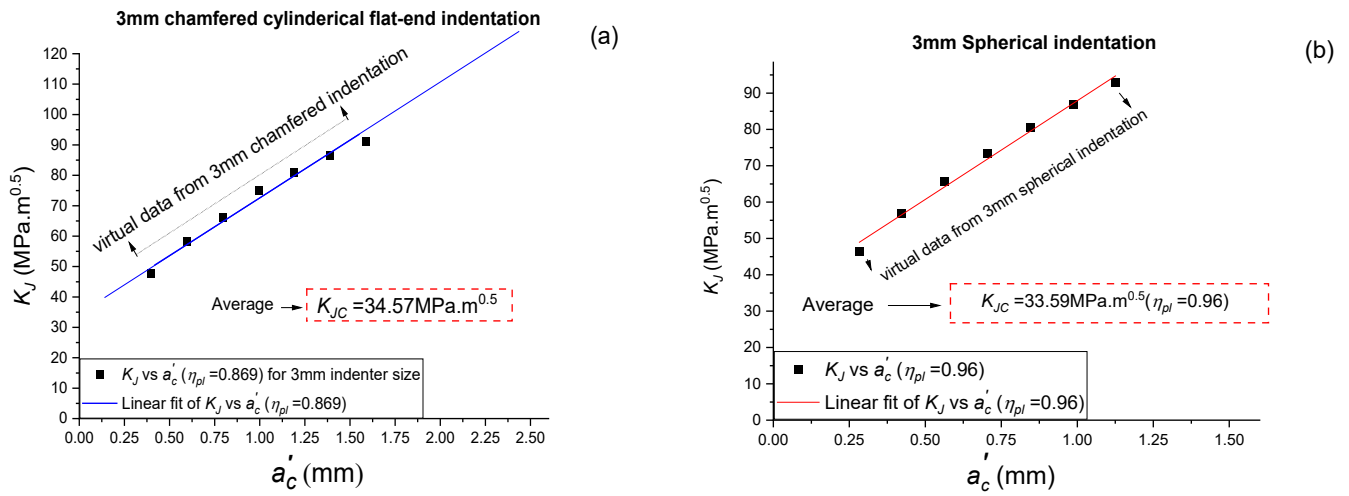 3mm chamfered cylinderical flat-end indentation
(a)
120
110
100
90
80
70
60
50
40
30
20
10
0
K_J (MPa.m^0.5)
virtual data from 3mm chamfered indentation
Average
K_JC =34.57MPa.m^0.5
K_J vs a_c' (η_pl =0.869) for 3mm indenter size
Linear fit of K_J vs a_c' (η_pl =0.869)
0.00 0.25 0.50 0.75 1.00 1.25 1.50 1.75 2.00 2.25 2.50
a_c' (mm)
3mm Spherical indentation
(b)
90
80
70
60
50
40
30
20
10
0
K_J (MPa.m^0.5)
virtual data from 3mm spherical indentation
Average
K_JC =33.59MPa.m^0.5(η_pl =0.96)
K_J vs a_c' (η_pl =0.96)
Linear fit of K_J vs a_c' (η_pl =0.96)
0.00 0.25 0.50 0.75 1.00 1.25 1.50
a_c' (mm)